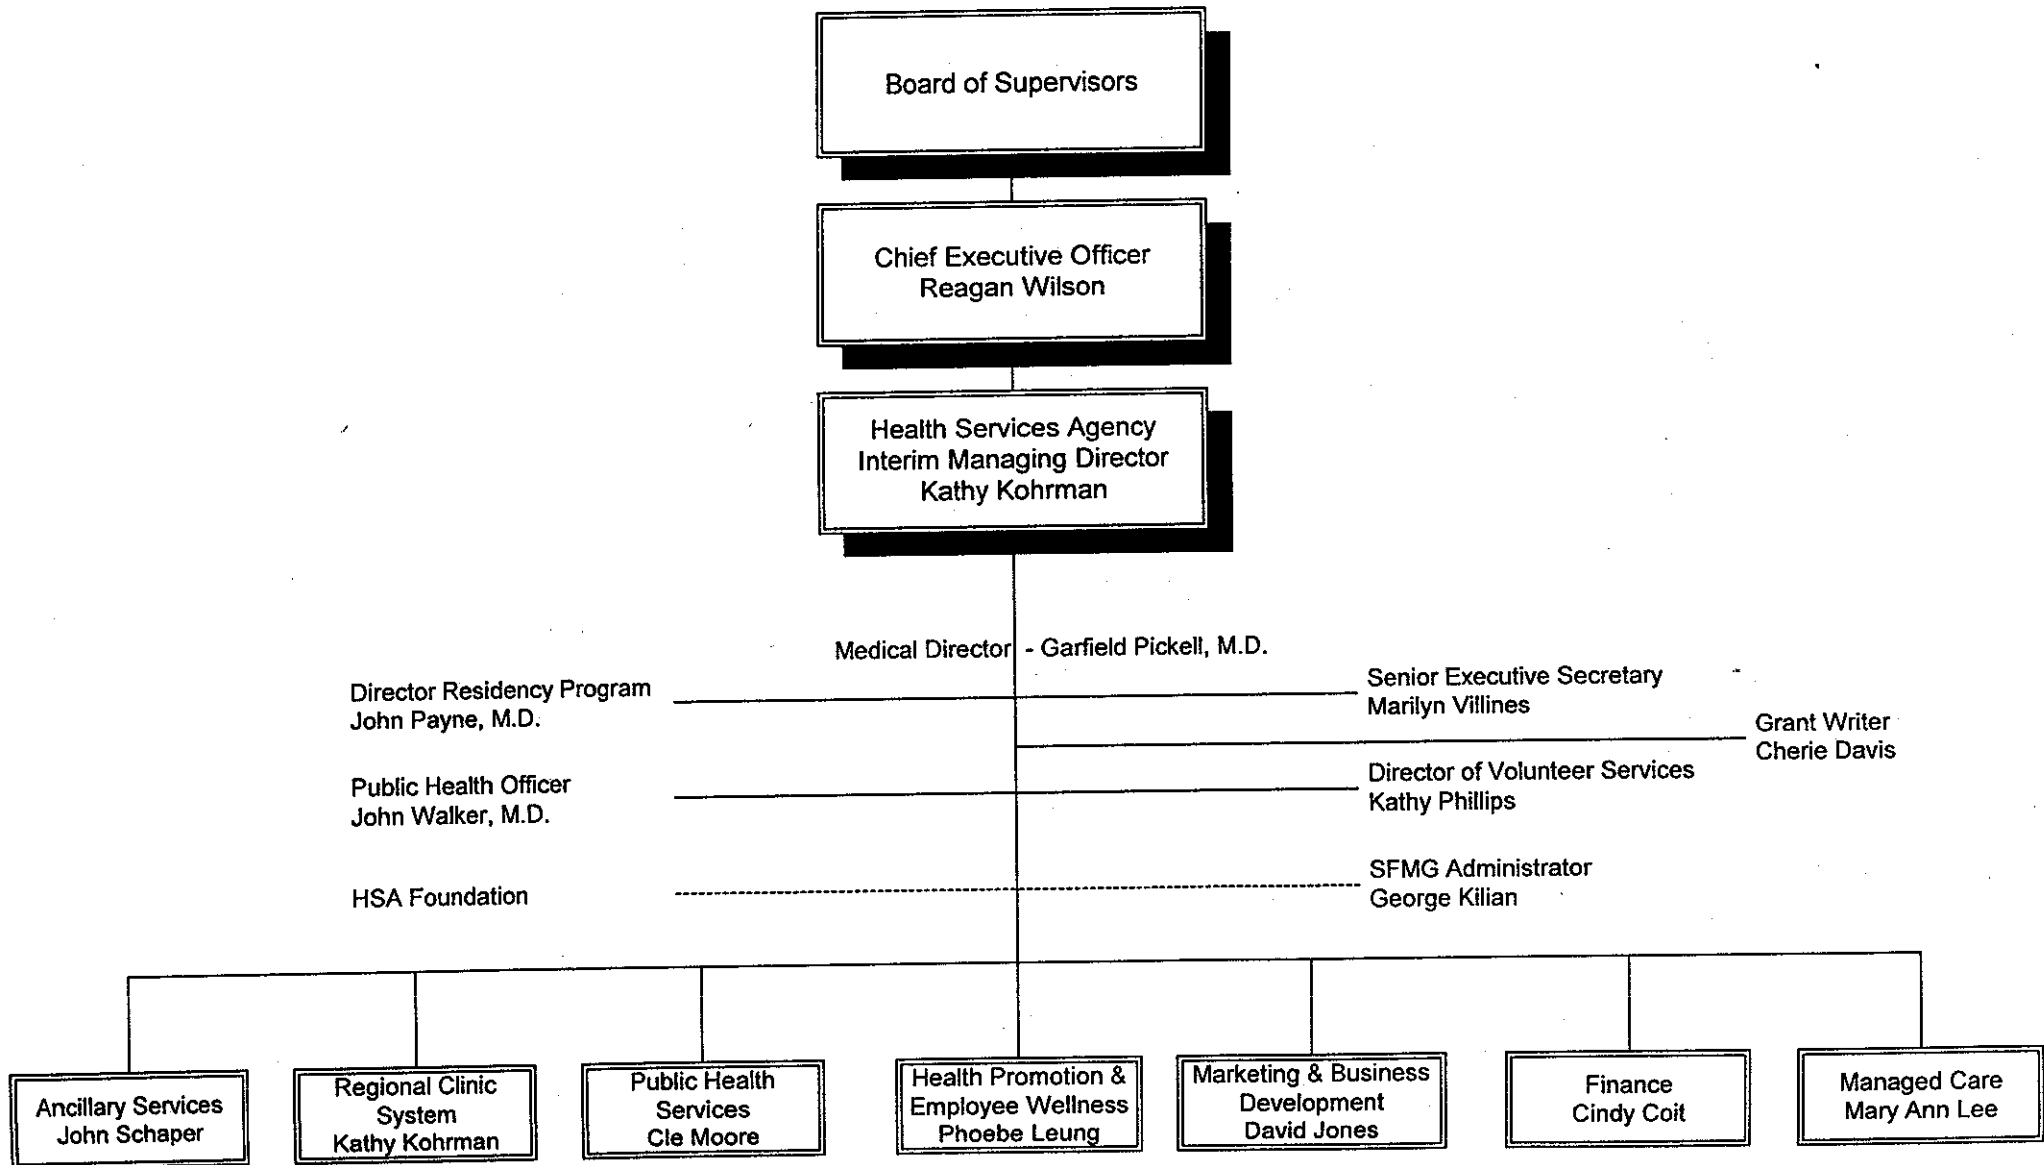 Board of Supervisors
Chief Executive Officer
Reagan Wilson
Health Services Agency
Interim Managing Director
Kathy Kohrman
Medical Director - Garfield Pickell, M.D.
Director Residency Program
John Payne, M.D.
Senior Executive Secretary
Marilyn Villines
Grant Writer
Cherie Davis
Public Health Officer
John Walker, M.D.
Director of Volunteer Services
Kathy Phillips
HSA Foundation
SFMG Administrator
George Kilian
Ancillary Services
John Schaper
Regional Clinic
System
Kathy Kohrman
Public Health
Services
Cle Moore
Health Promotion &
Employee Wellness
Phoebe Leung
Marketing & Business
Development
David Jones
Finance
Cindy Coit
Managed Care
Mary Ann Lee